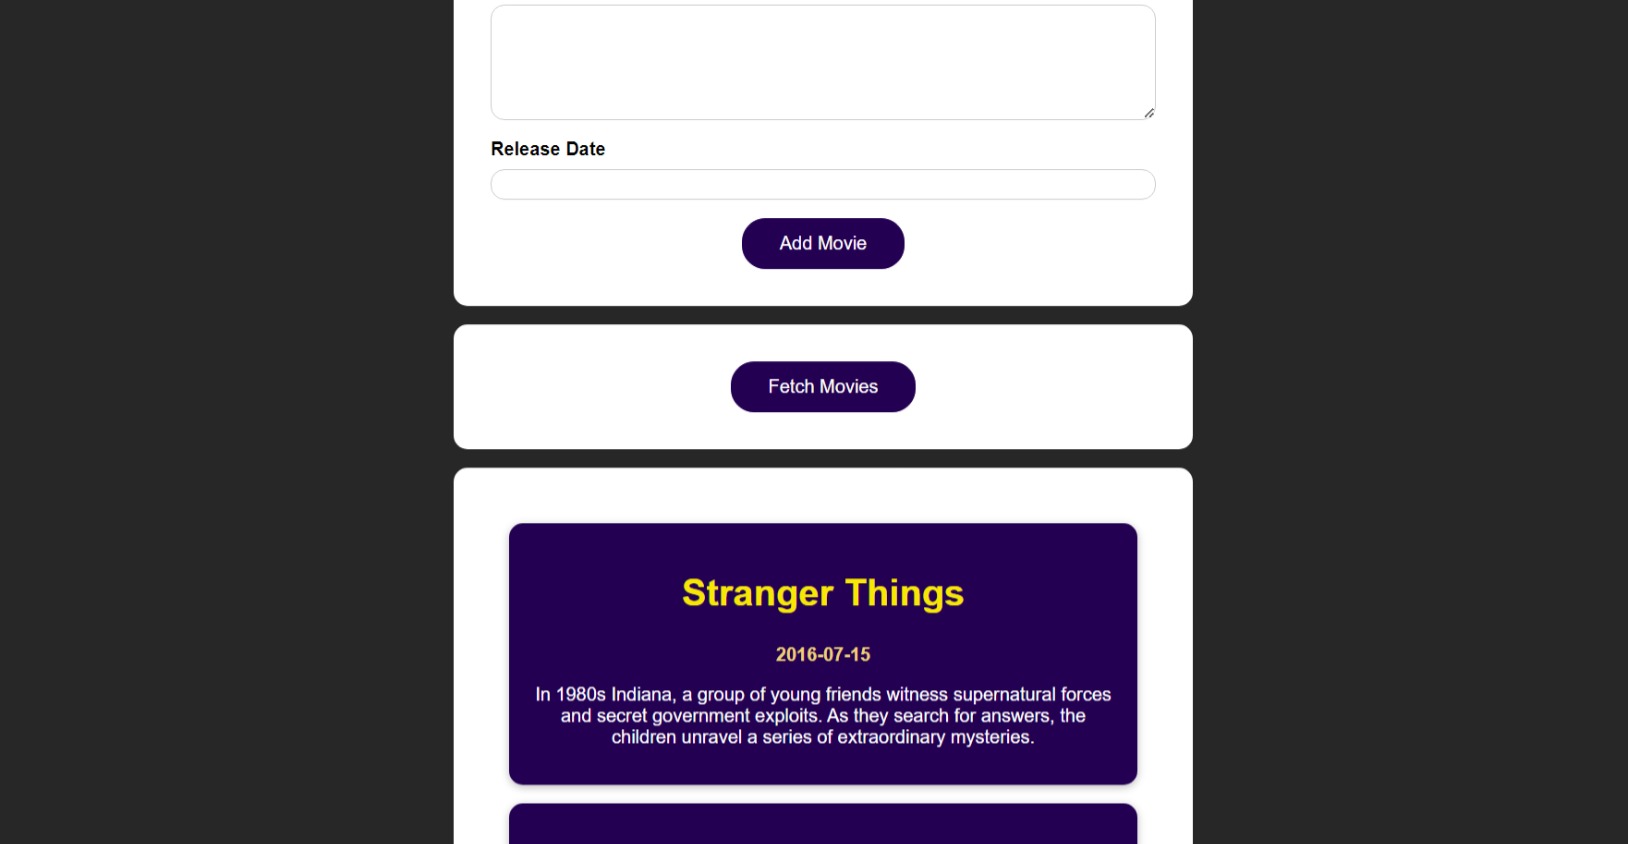 Release Date
Add Movie
Fetch Movies
Stranger Things
2016-07-15
In 1980s Indiana, a group of young friends witness supernatural forces
and secret government exploits. As they search for answers, the
children unravel a series of extraordinary mysteries.